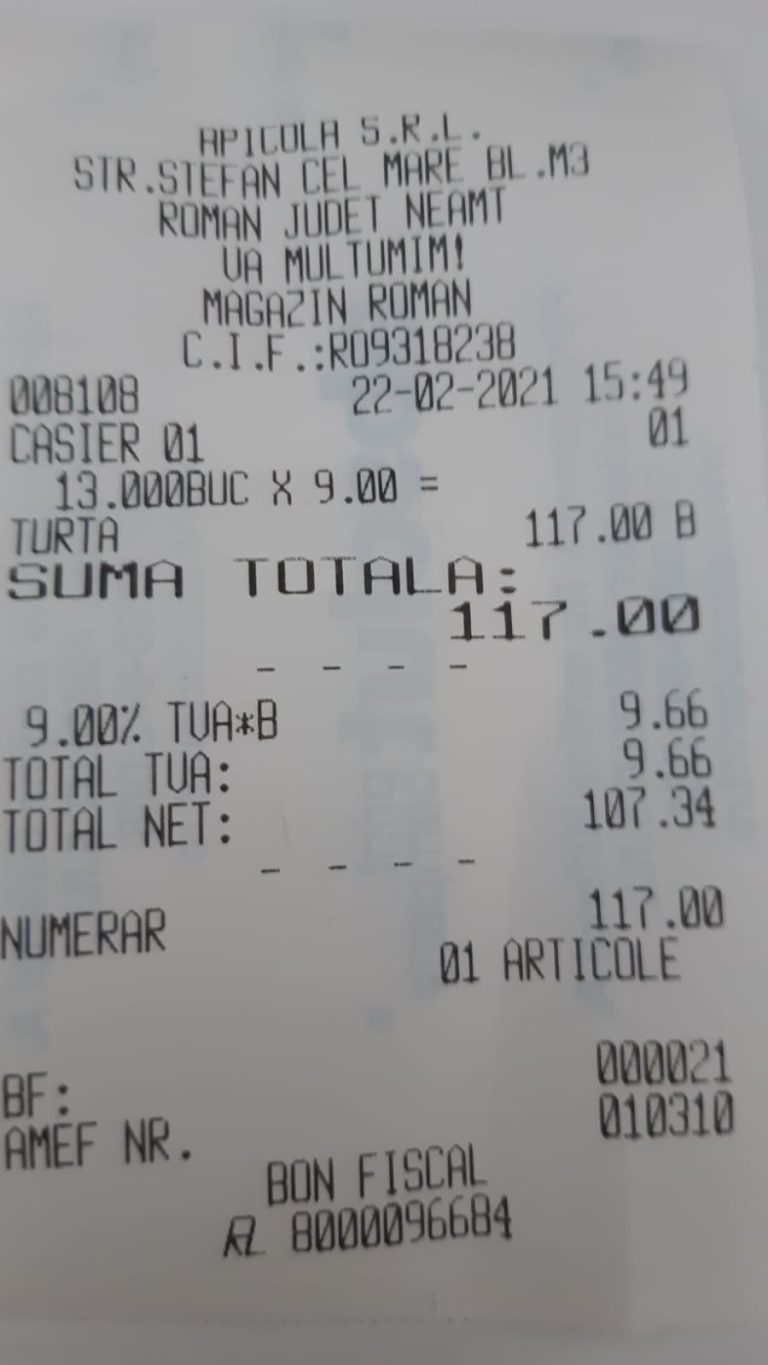 APICOLA S.R.L.
STR.STEFAN CEL MARE BL.M3
ROMAN JUDET NEAMT
VA MULTUMIM!
MAGAZIN ROMAN
C.I.F.:RO9318238
008108 22-02-2021 15:49
CASIER 01 01
13.000BUC X 9.00 =
TURTA 117.00 B
SUMA TOTALA:
117.00
- - - -
9.00% TVA*B 9.66
TOTAL TVA: 9.66
TOTAL NET: 107.34
- - - -
NUMERAR 117.00
01 ARTICOLE
BF: 000021
AMEF NR. 010310
BON FISCAL
8000096684